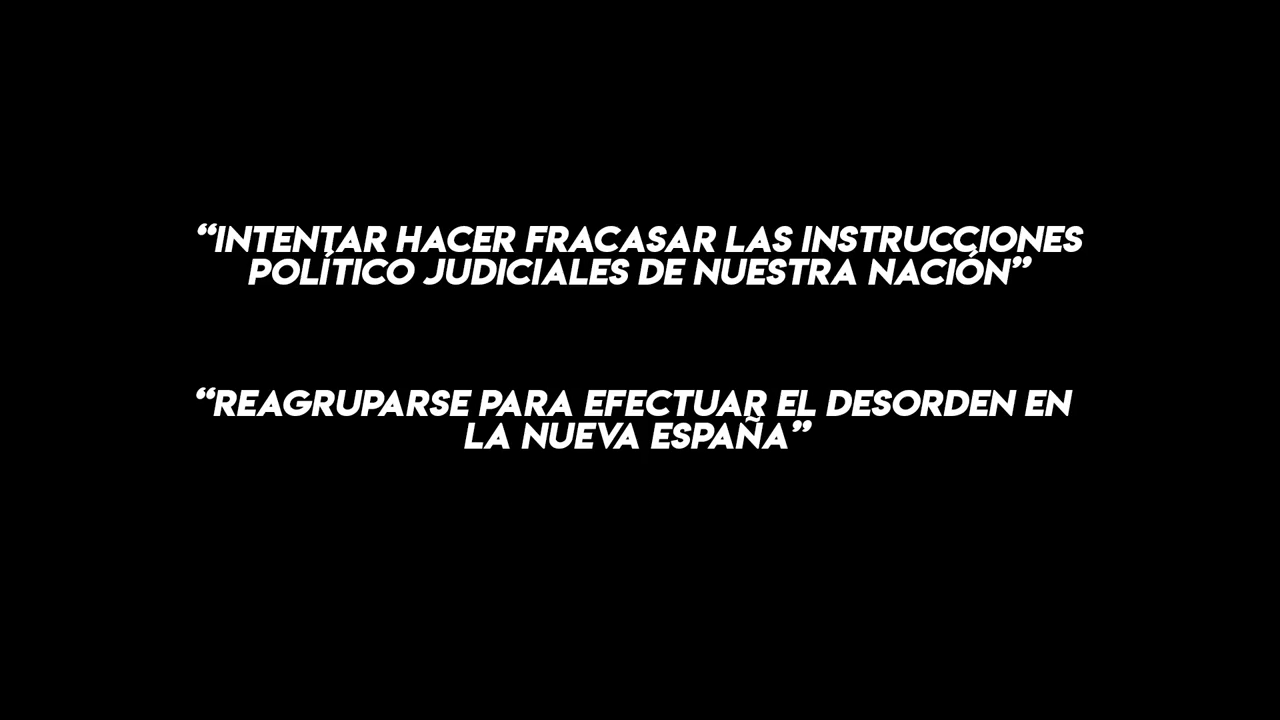 “INTENTAR HACER FRACASAR LAS INSTRUCCIONES
POLÍTICO JUDICIALES DE NUESTRA NACIÓN”
“REAGRUPARSE PARA EFECTUAR EL DESORDEN EN
LA NUEVA ESPAÑA”